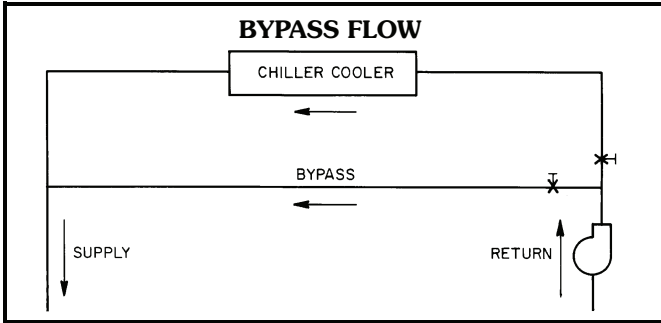 BYPASS FLOW
CHILLER COOLER
BYPASS
SUPPLY
RETURN